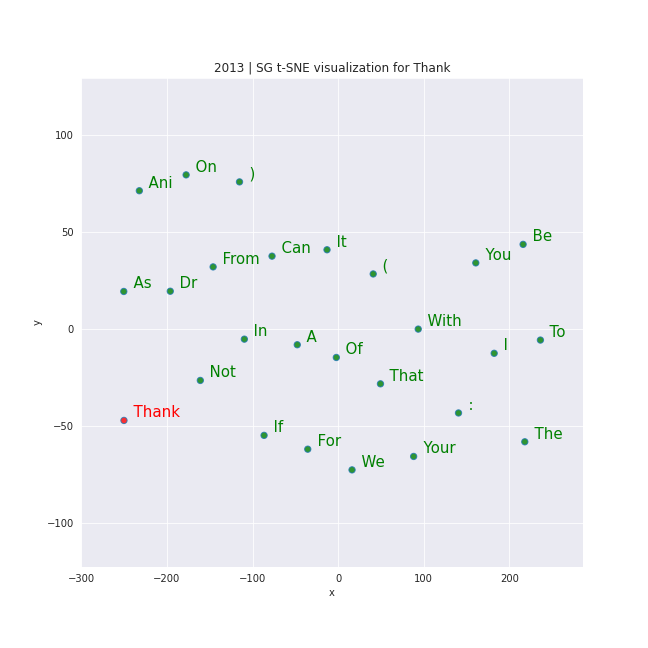 2013 | SG t-SNE visualization for Thank
100
50
0
−50
−100
y
On
)
Ani
Be
It
Can
You
From
(
As
Dr
With
In
To
A
I
Of
Not
That
Thank
:
If
The
For
Your
We
−300
−200
−100
0
100
200
x